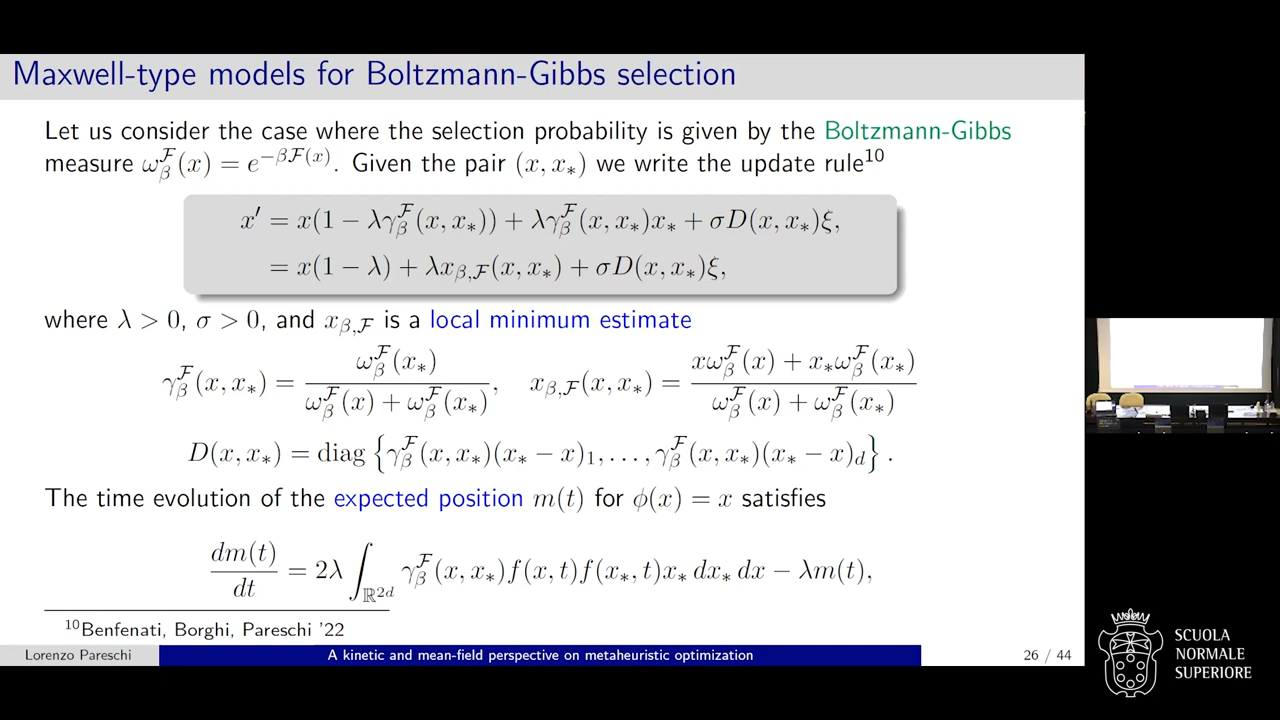 Maxwell-type models for Boltzmann-Gibbs selection
Let us consider the case where the selection probability is given by the Boltzmann-Gibbs
measure ω_β^ℱ(x) = e^{−βℱ(x)}. Given the pair (x, x_*) we write the update rule^10
x′ = x(1 − λγ_β^ℱ(x, x_*)) + λγ_β^ℱ(x, x_*)x_* + σD(x, x_*)ξ,
= x(1 − λ) + λx_{β,ℱ}(x, x_*) + σD(x, x_*)ξ,
where λ > 0, σ > 0, and x_{β,ℱ} is a local minimum estimate
γ_β^ℱ(x, x_*) = ω_β^ℱ(x_*) / (ω_β^ℱ(x) + ω_β^ℱ(x_*)), x_{β,ℱ}(x, x_*) = (xω_β^ℱ(x) + x_*ω_β^ℱ(x_*)) / (ω_β^ℱ(x) + ω_β^ℱ(x_*))
D(x, x_*) = diag {γ_β^ℱ(x, x_*)(x_* − x)_1, …, γ_β^ℱ(x, x_*)(x_* − x)_d}.
The time evolution of the expected position m(t) for ϕ(x) = x satisfies
dm(t)/dt = 2λ ∫_{ℝ^{2d}} γ_β^ℱ(x, x_*)f(x, t)f(x_*, t)x_* dx_* dx − λm(t),
^10Benfenati, Borghi, Pareschi '22
Lorenzo Pareschi
A kinetic and mean-field perspective on metaheuristic optimization
26 / 44
SCUOLA
NORMALE
SUPERIORE